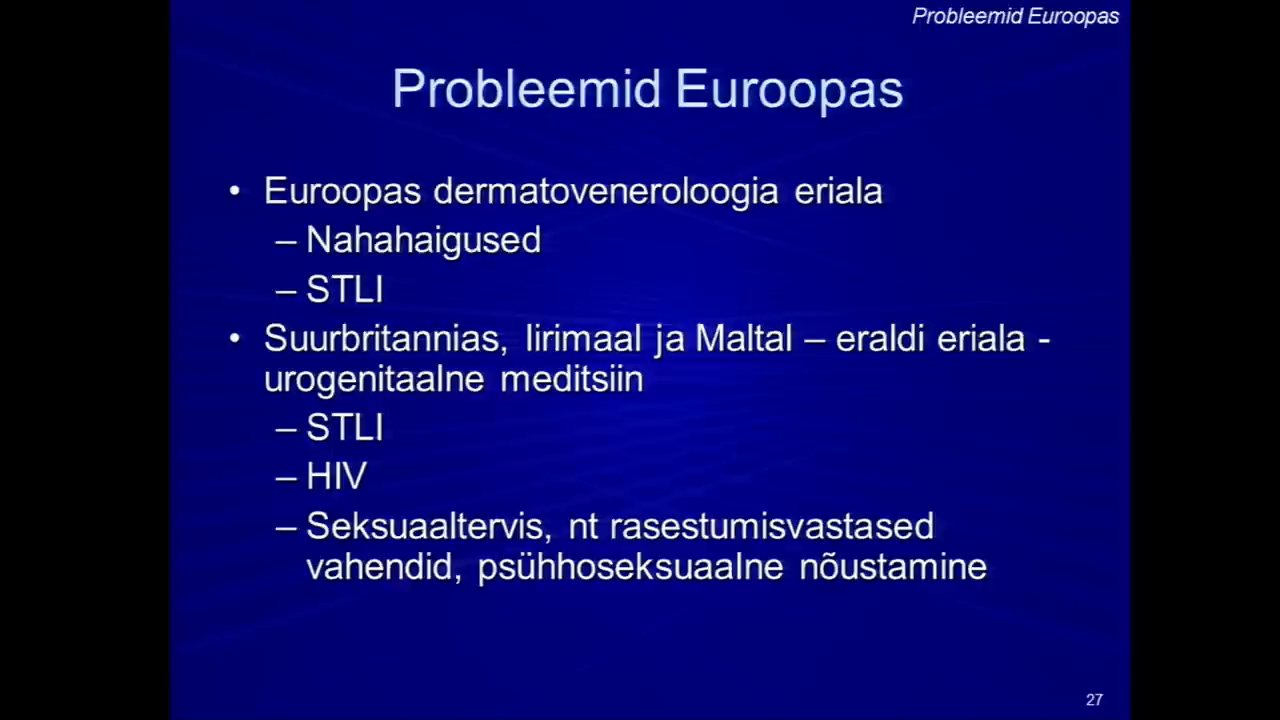 Probleemid Euroopas
Probleemid Euroopas
• Euroopas dermatoveneroloogia eriala
– Nahahaigused
– STLI
• Suurbritannias, Iirimaal ja Maltal – eraldi eriala -
urogenitaalne meditsiin
– STLI
– HIV
– Seksuaaltervis, nt rasestumisvastased
vahendid, psühhoseksuaalne nõustamine
27